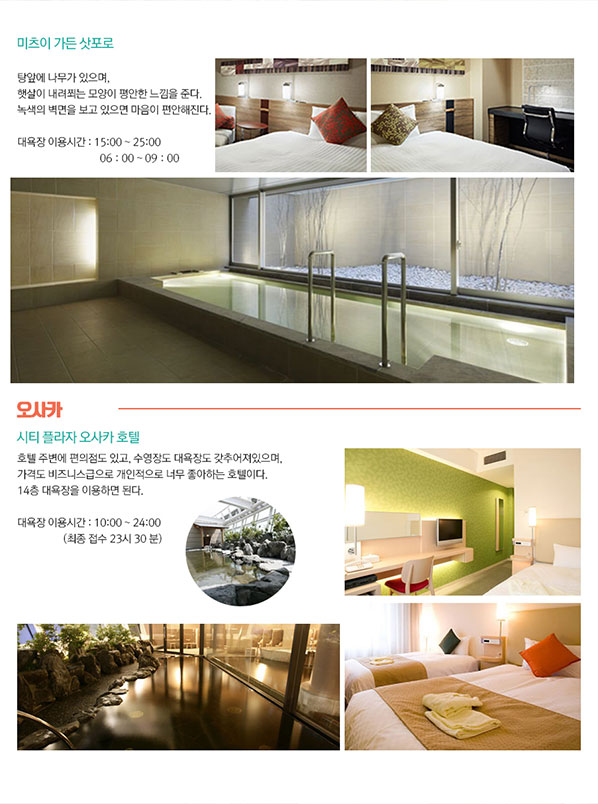 미츠이 가든 삿포로
탕앞에 나무가 있으며,
햇살이 내려쬐는 모양이 평안한 느낌을 준다.
녹색의 벽면을 보고 있으면 마음이 편안해진다.
대욕장 이용시간 : 15:00 ~ 25:00
06 : 00 ~ 09 : 00
오사카
시티 플라자 오사카 호텔
호텔 주변에 편의점도 있고, 수영장도 대욕장도 갖추어져있으며,
가격도 비즈니스급으로 개인적으로 너무 좋아하는 호텔이다.
14층 대욕장을 이용하면 된다.
대욕장 이용시간 : 10:00 ~ 24:00
(최종 접수 23시 30 분)